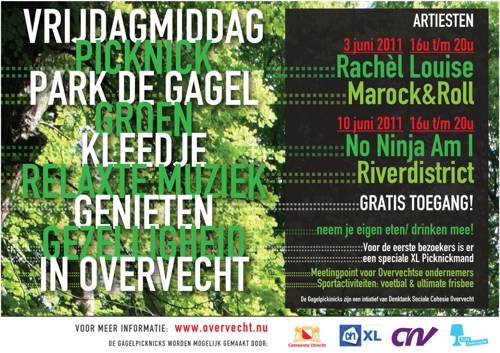 VRIJDAGMIDDAG
PICKNICK
PARK DE GAGEL
GROEN
KLEEDJE
RELAXTE MUZIEK
GENIETEN
GEZELLIGHEID
IN OVERVECHT
ARTIESTEN
3 juni 2011 16u t/m 20u
Rachèl Louise
Marock&Roll
10 juni 2011 16u t/m 20u
No Ninja Am I
Riverdistrict
GRATIS TOEGANG!
neem je eigen eten/ drinken mee!
Voor de eerste bezoekers is er
een speciale XL Picknickmand
Meetingpoint voor Overvechtse ondernemers
Sportactiviteiten: voetbal & ultimate frisbee
De Gagelpicknicks zijn een intiatief van Denktank Sociale Cohesie Overvecht
VOOR MEER INFORMATIE: www.overvecht.nu
DE GAGELPICKNICKS WORDEN MOGELIJK GEMAAKT DOOR:
Gemeente Utrecht
ah XL
CNV